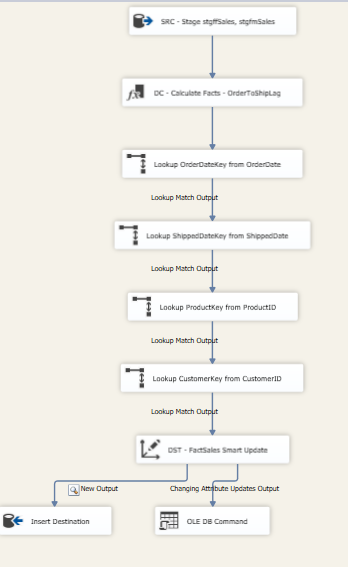 SRC - Stage stgffSales, stgfmSales
DC - Calculate Facts - OrderToShipLag
Lookup OrderDateKey from OrderDate
Lookup Match Output
Lookup ShippedDateKey from ShippedDate
Lookup Match Output
Lookup ProductKey from ProductID
Lookup Match Output
Lookup CustomerKey from CustomerID
Lookup Match Output
DST - FactSales Smart Update
New Output
Changing Attribute Updates Output
Insert Destination
OLE DB Command